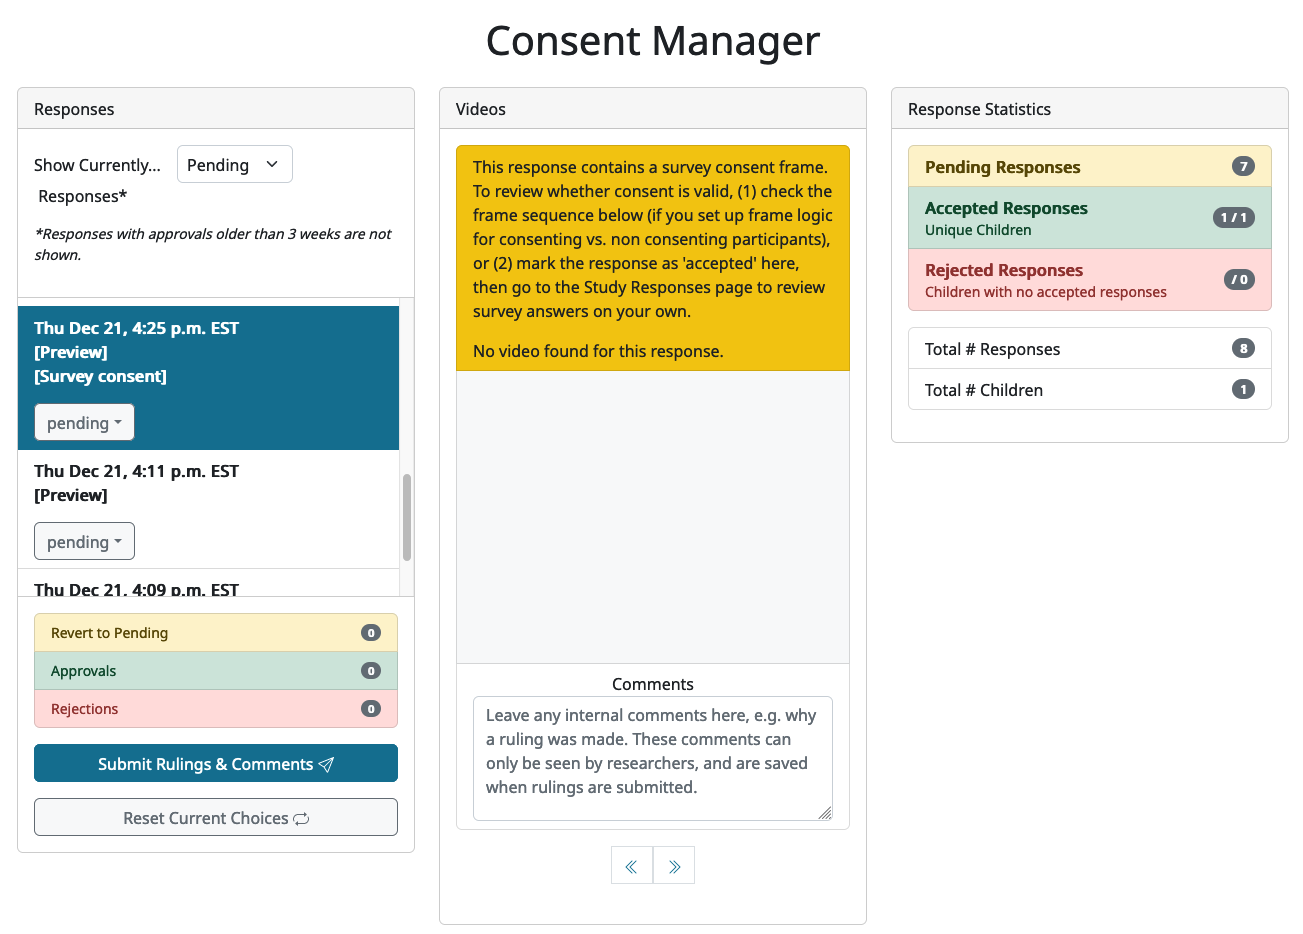 Consent Manager
Responses
Show Currently...
Pending
Responses*
*Responses with approvals older than 3 weeks are not
shown.
Thu Dec 21, 4:25 p.m. EST
[Preview]
[Survey consent]
pending
Thu Dec 21, 4:11 p.m. EST
[Preview]
pending
Thu Dec 21, 4:09 p.m. EST
Revert to Pending 0
Approvals 0
Rejections 0
Submit Rulings & Comments
Reset Current Choices
Videos
This response contains a survey consent frame.
To review whether consent is valid, (1) check the
frame sequence below (if you set up frame logic
for consenting vs. non consenting participants),
or (2) mark the response as 'accepted' here,
then go to the Study Responses page to review
survey answers on your own.
No video found for this response.
Comments
Leave any internal comments here, e.g. why
a ruling was made. These comments can
only be seen by researchers, and are saved
when rulings are submitted.
Response Statistics
Pending Responses 7
Accepted Responses 1 / 1
Unique Children
Rejected Responses / 0
Children with no accepted responses
Total # Responses 8
Total # Children 1